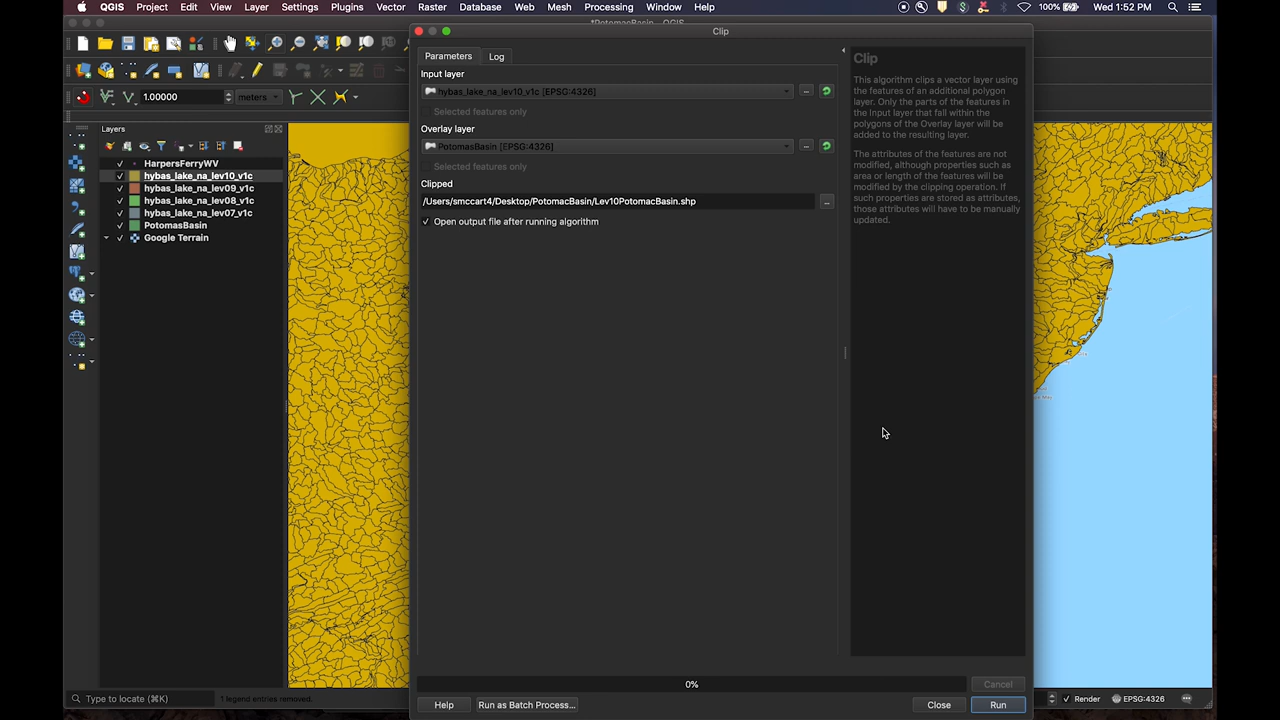 QGIS Project Edit View Layer Settings Plugins Vector Raster Database Web Mesh Processing Window Help 100% Wed 1:52 PM
*PotomacBasin — QGIS
Clip
Parameters Log
Input layer
hybas_lake_na_lev10_v1c [EPSG:4326]
Selected features only
Overlay layer
PotomasBasin [EPSG:4326]
Selected features only
Clipped
/Users/smccart4/Desktop/PotomacBasin/Lev10PotomacBasin.shp
Open output file after running algorithm
Clip
This algorithm clips a vector layer using
the features of an additional polygon
layer. Only the parts of the features in
the Input layer that fall within the
polygons of the Overlay layer will be
added to the resulting layer.
The attributes of the features are not
modified, although properties such as
area or length of the features will be
modified by the clipping operation. If
such properties are stored as attributes,
those attributes will have to be manually
updated.
1.00000 meters
Layers
HarpersFerryWV
hybas_lake_na_lev10_v1c
hybas_lake_na_lev09_v1c
hybas_lake_na_lev08_v1c
hybas_lake_na_lev07_v1c
PotomasBasin
Google Terrain
0%
Cancel
Help Run as Batch Process... Close Run
Type to locate (⌘K) 1 legend entries removed. Render EPSG:4326